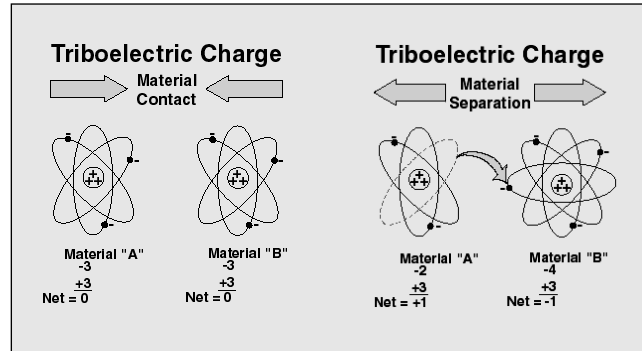 Triboelectric Charge
Material
Contact
- 
-
-
+
++
-
-
-
+
++
Material "A"
-3
+3
Net = 0
Material "B"
-3
+3
Net = 0
Triboelectric Charge
Material
Separation
-
-
+
++
-
-
-
-
+
++
Material "A"
-2
+3
Net = +1
Material "B"
-4
+3
Net = -1